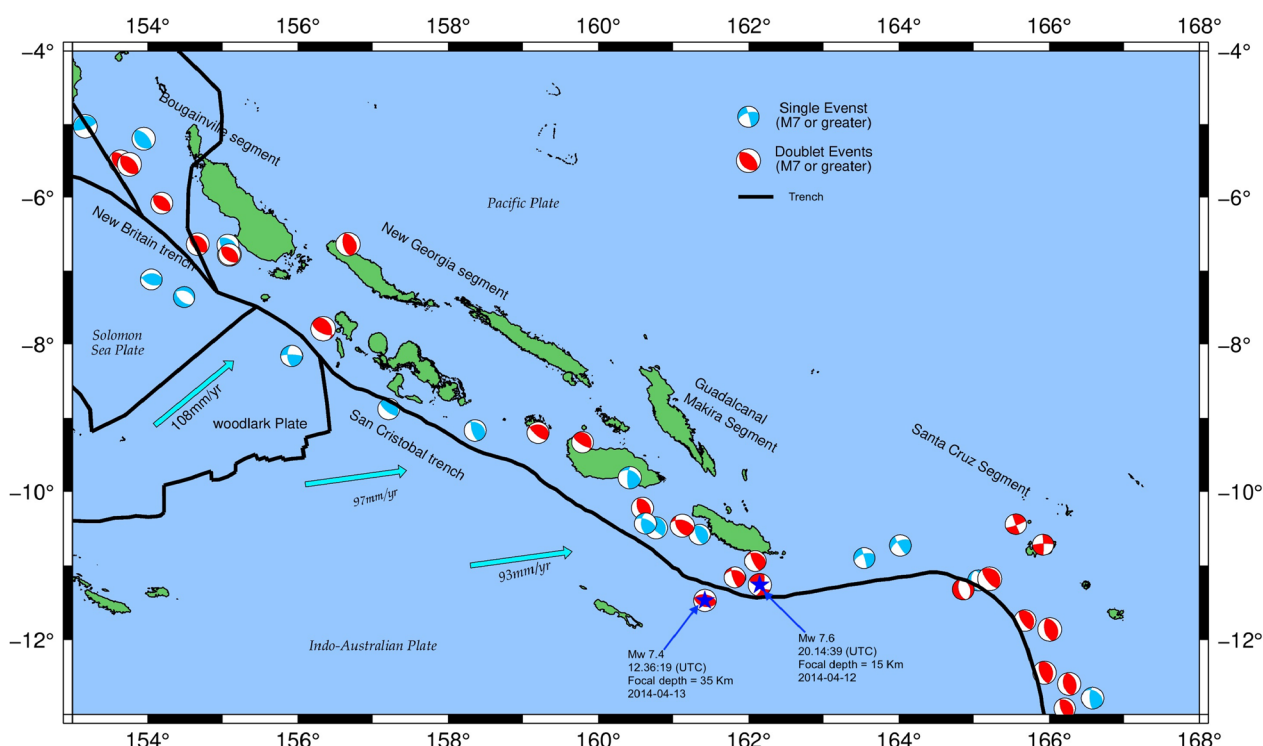 154° 156° 158° 160° 162° 164° 166° 168°
−4° −4°
Single Evenst
(M7 or greater)
Doublet Events
(M7 or greater)
Trench
Bougainville segment
−6° −6°
Pacific Plate
New Britain trench
New Georgia segment
Solomon
Sea Plate
−8° −8°
108mm/yr
woodlark Plate
San Cristobal trench
Guadalcanal
Makira Segment
Santa Cruz Segment
97mm/yr
−10° −10°
93mm/yr
−12° −12°
Indo-Australian Plate
Mw 7.4
12.36:19 (UTC)
Focal depth = 35 Km
2014-04-13
Mw 7.6
20.14:39 (UTC)
Focal depth = 15 Km
2014-04-12
154° 156° 158° 160° 162° 164° 166° 168°